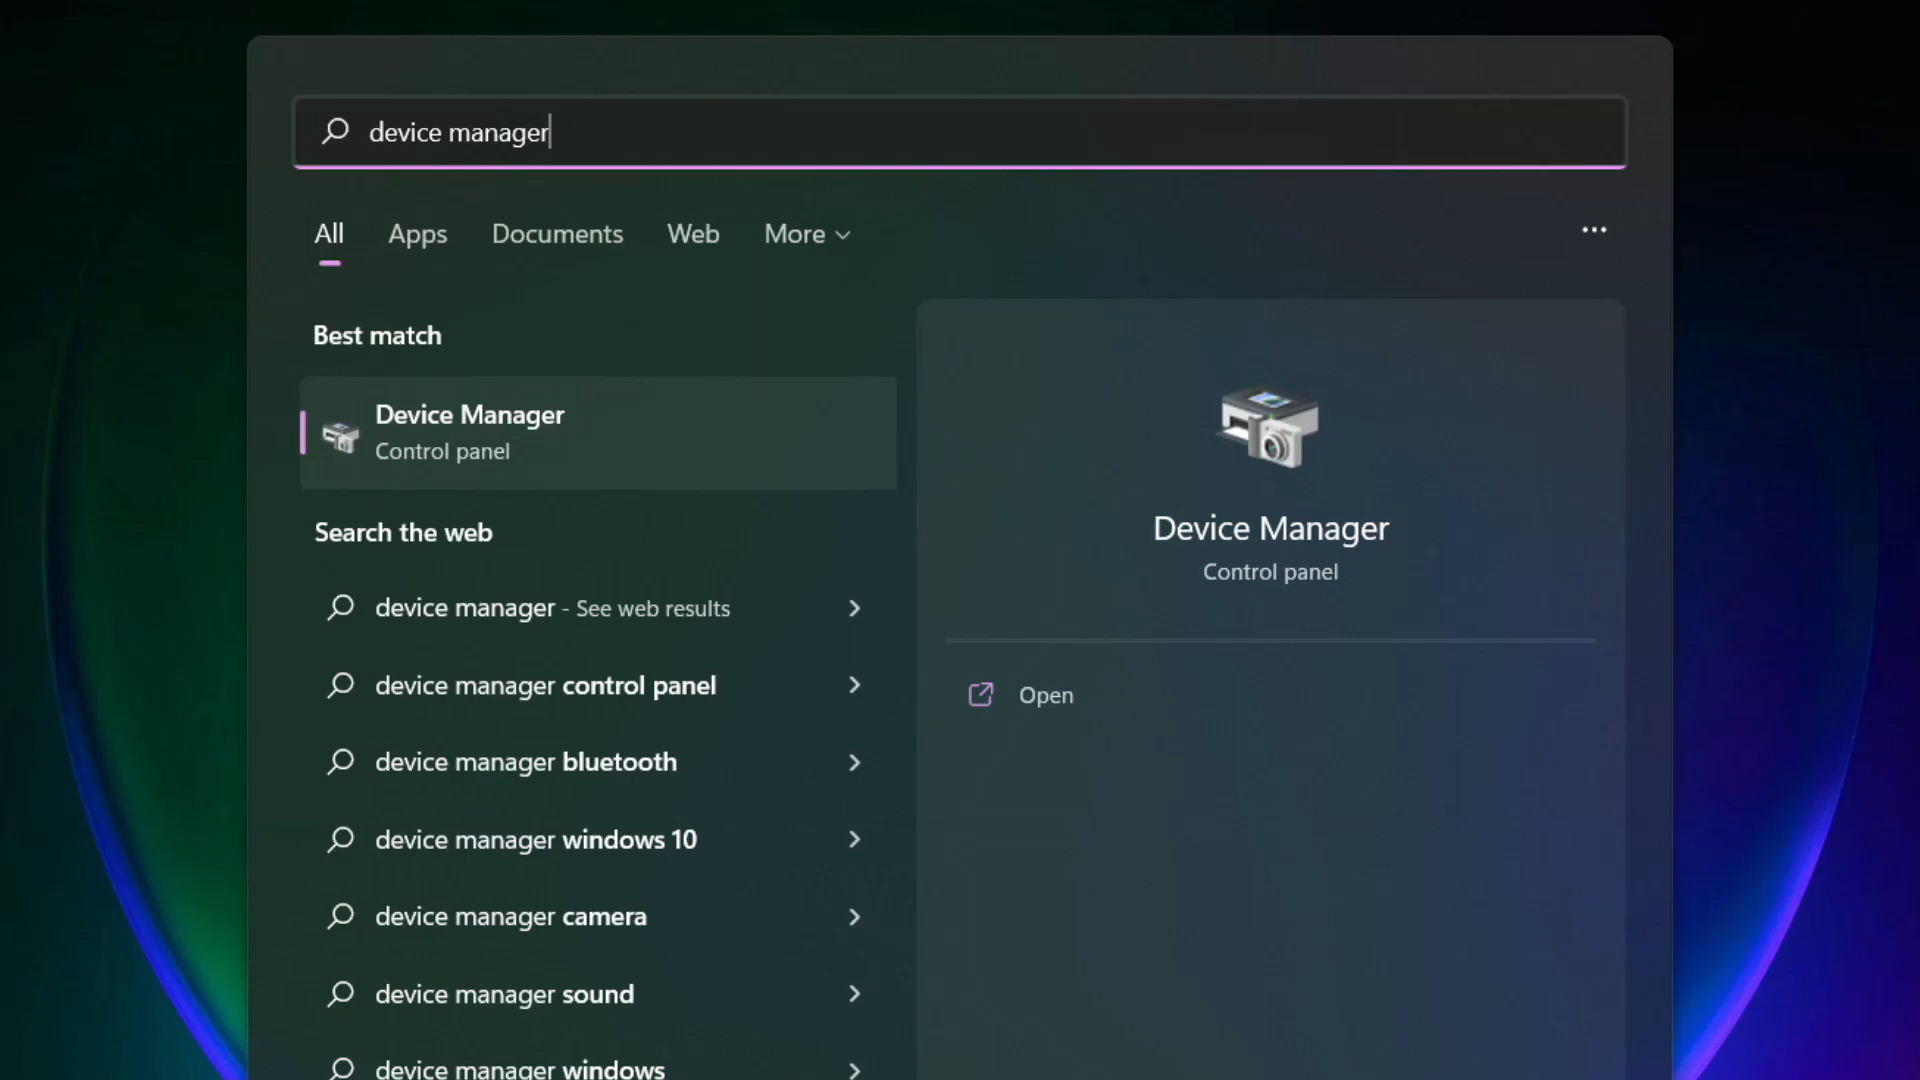 device manager
All Apps Documents Web More
Best match
Device Manager
Control panel
Search the web
device manager - See web results
device manager control panel
device manager bluetooth
device manager windows 10
device manager camera
device manager sound
device manager windows
Device Manager
Control panel
Open